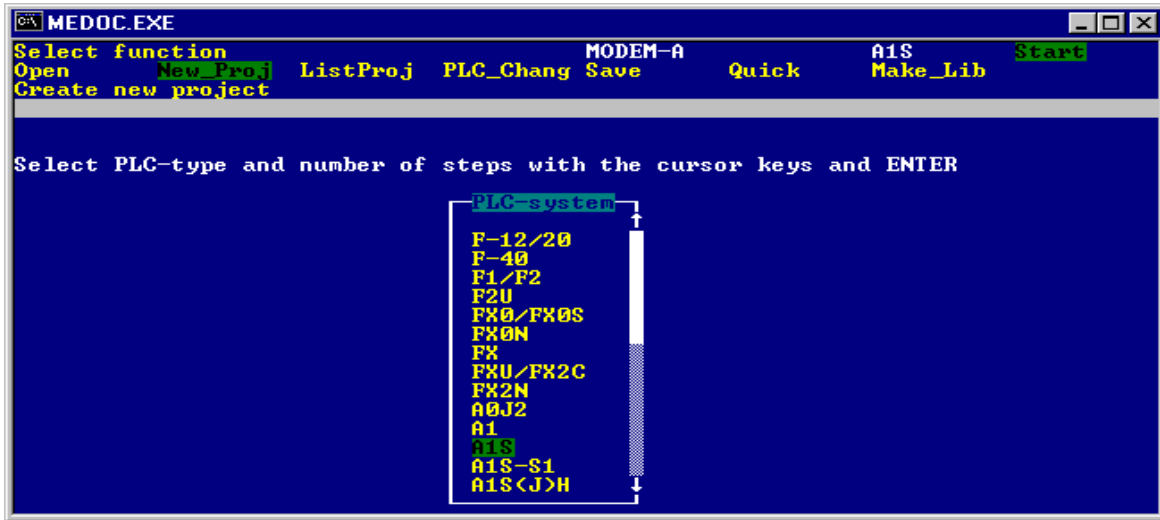 MEDOC.EXE
Select function MODEM-A A1S Start
Open New_Proj ListProj PLC_Chang Save Quick Make_Lib
Create new project
Select PLC-type and number of steps with the cursor keys and ENTER
PLC-system
F-12/20
F-40
F1/F2
F2U
FX0/FX0S
FX0N
FX
FXU/FX2C
FX2N
A0J2
A1
A1S
A1S-S1
A1S(J)H